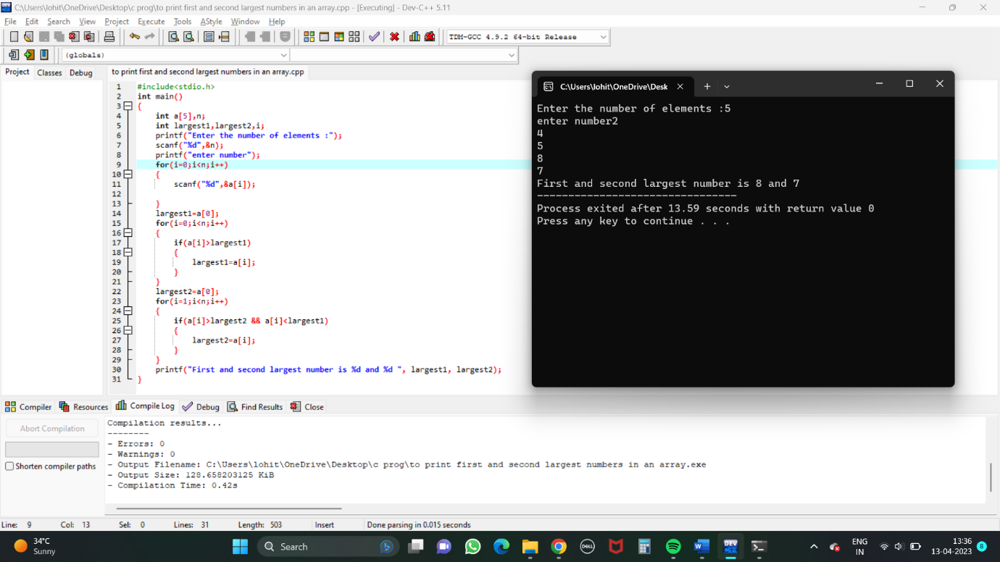 C:\Users\lohit\OneDrive\Desktop\c prog\to print first and second largest numbers in an array.cpp - [Executing] - Dev-C++ 5.11
File Edit Search View Project Execute Tools AStyle Window Help
TDM-GCC 4.9.2 64-bit Release
(globals)
Project Classes Debug
to print first and second largest numbers in an array.cpp
1 #include<stdio.h>
2 int main()
3 {
4 int a[5],n;
5 int largest1,largest2,i;
6 printf("Enter the number of elements :");
7 scanf("%d",&n);
8 printf("enter number");
9 for(i=0;i<n;i++)
10 {
11 scanf("%d",&a[i]);
12
13 }
14 largest1=a[0];
15 for(i=0;i<n;i++)
16 {
17 if(a[i]>largest1)
18 {
19 largest1=a[i];
20 }
21 }
22 largest2=a[0];
23 for(i=1;i<n;i++)
24 {
25 if(a[i]>largest2 && a[i]<largest1)
26 {
27 largest2=a[i];
28 }
29 }
30 printf("First and second largest number is %d and %d ", largest1, largest2);
31 }
C:\Users\lohit\OneDrive\Desk
Enter the number of elements :5
enter number2
4
5
8
7
First and second largest number is 8 and 7
--------------------------------
Process exited after 13.59 seconds with return value 0
Press any key to continue . . .
Compiler Resources Compile Log Debug Find Results Close
Abort Compilation
Shorten compiler paths
Compilation results...
--------
- Errors: 0
- Warnings: 0
- Output Filename: C:\Users\lohit\OneDrive\Desktop\c prog\to print first and second largest numbers in an array.exe
- Output Size: 128.658203125 KiB
- Compilation Time: 0.42s
Line: 9 Col: 13 Sel: 0 Lines: 31 Length: 503 Insert Done parsing in 0.015 seconds
34°C
Sunny
Search
DELL
W
DEV
C++
ENG
IN
13:36
13-04-2023
8